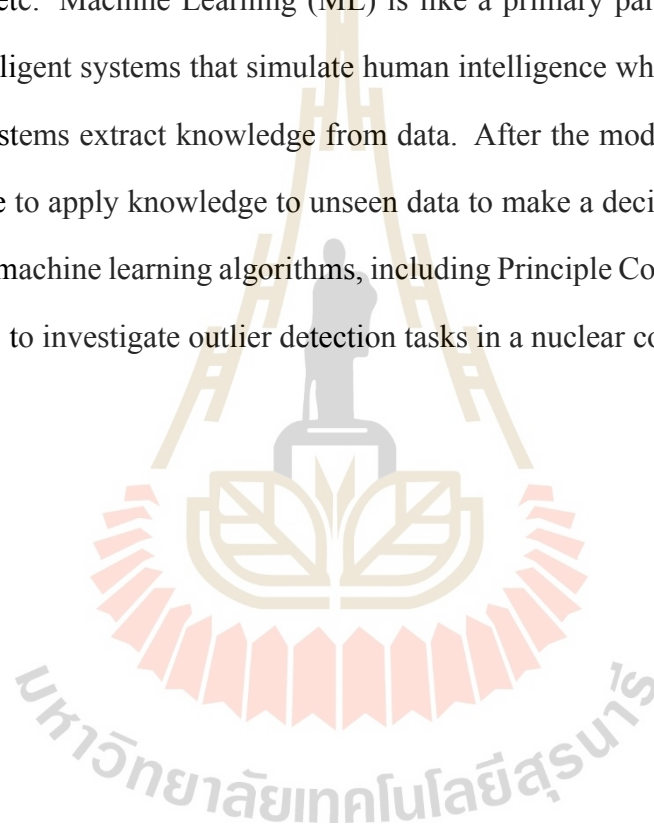 etc. Machine Learning (ML) is like a primary par
lligent systems that simulate human intelligence wh
stems extract knowledge from data. After the mod
e to apply knowledge to unseen data to make a deci
machine learning algorithms, including Principle Co
to investigate outlier detection tasks in a nuclear co
มหาวิทยาลัยเทคโนโลยีสุรนารี